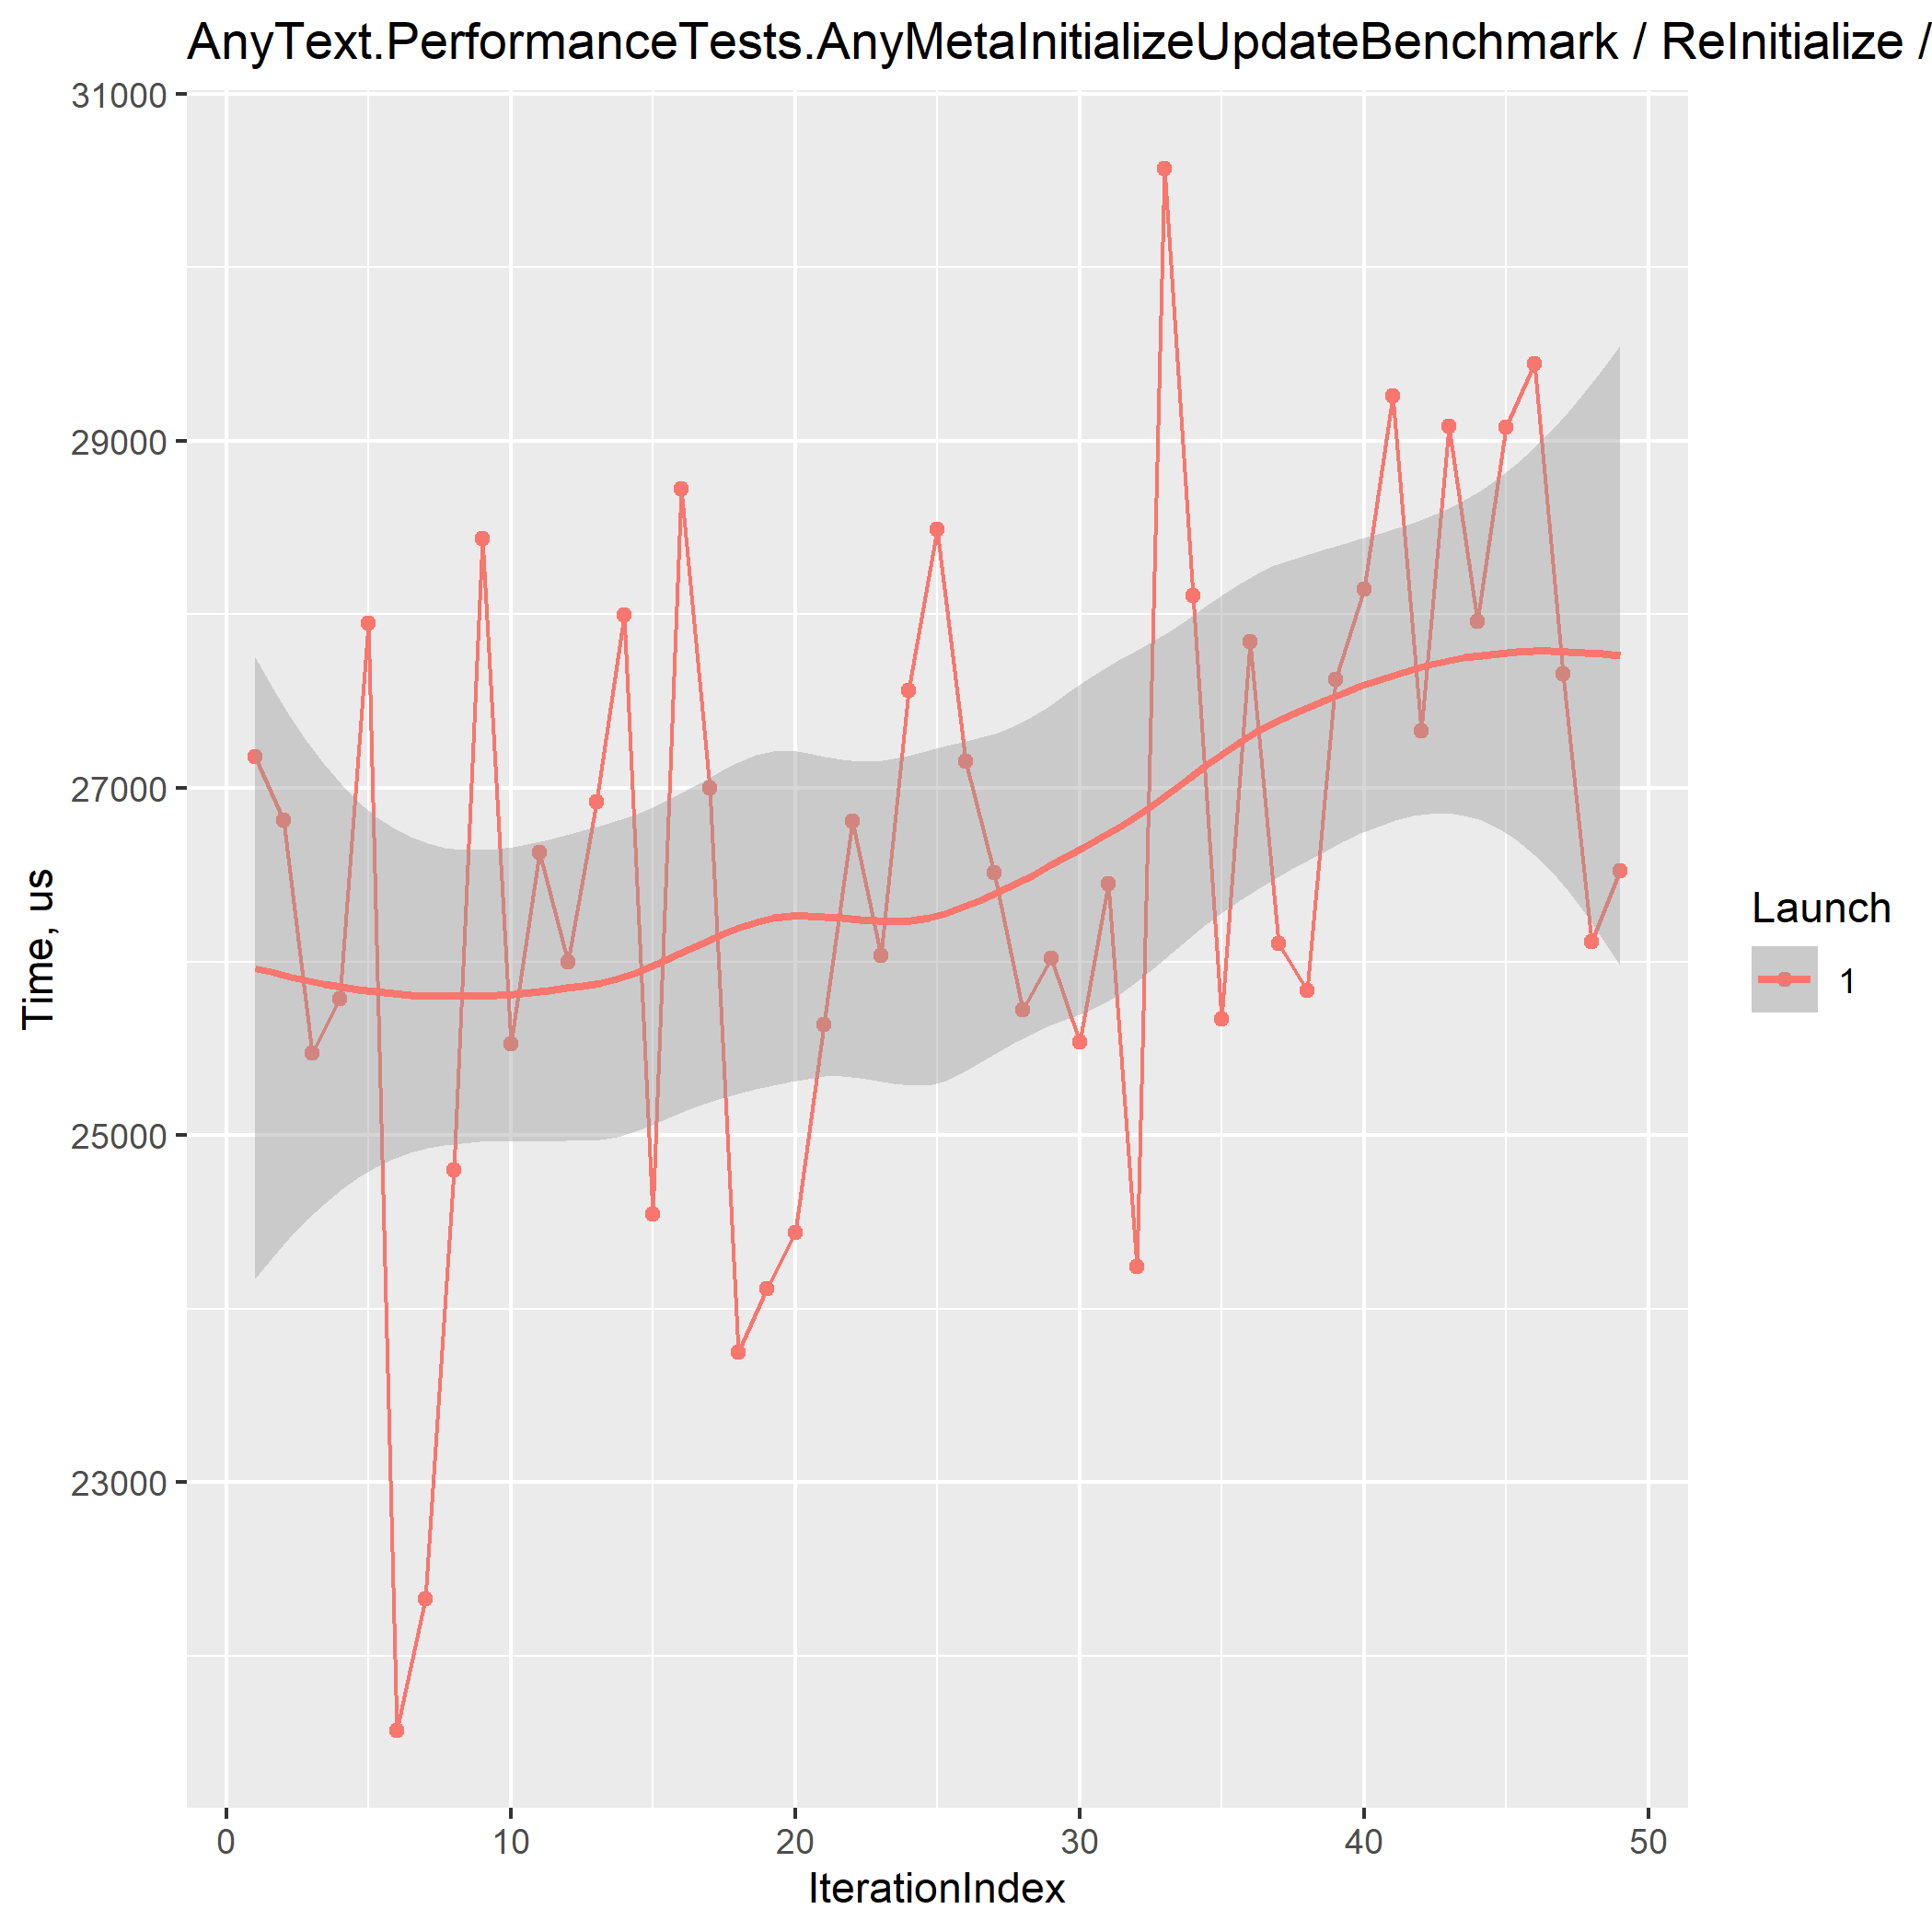 AnyText.PerformanceTests.AnyMetaInitializeUpdateBenchmark / ReInitialize /
31000
29000
27000
25000
23000
Time, us
0 10 20 30 40 50
IterationIndex
Launch
1